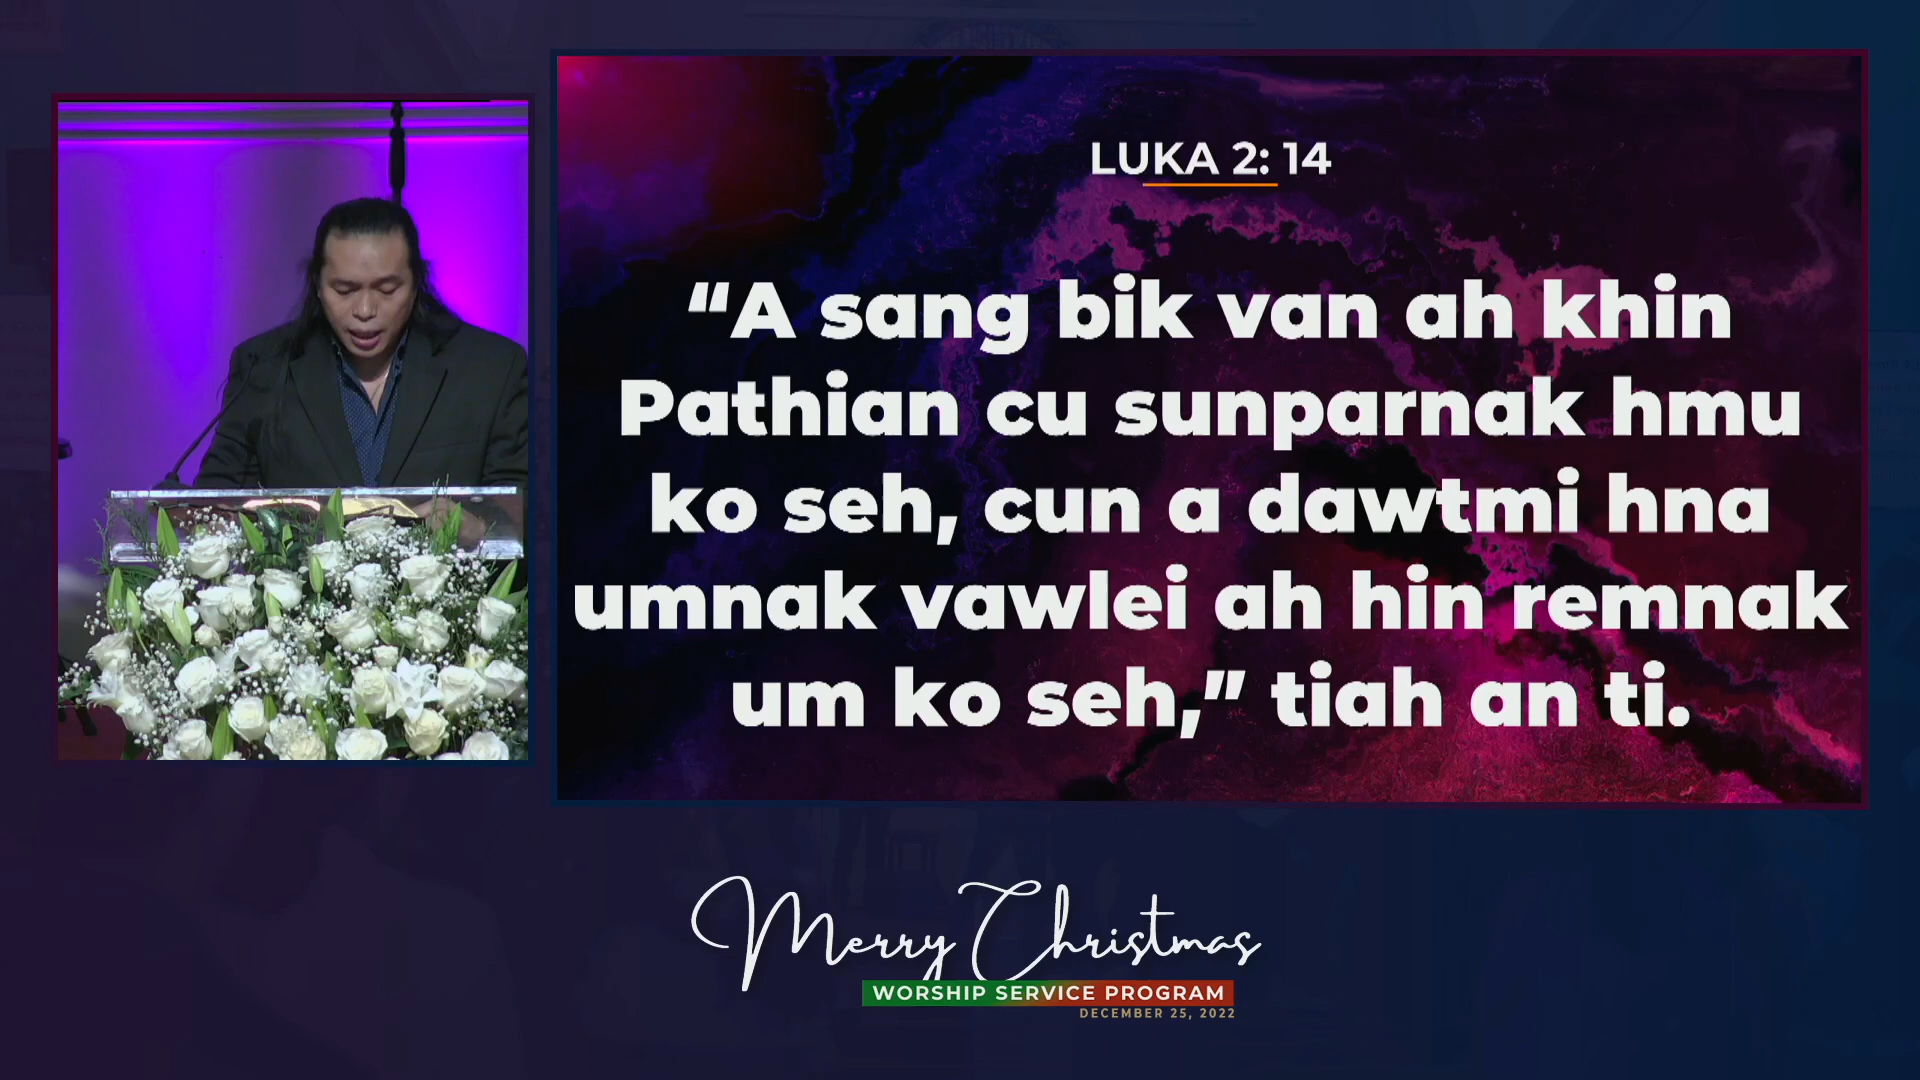 LUKA 2: 14
“A sang bik van ah khin
Pathian cu sunparnak hmu
ko seh, cun a dawtmi hna
umnak vawlei ah hin remnak
um ko seh,” tiah an ti.
Merry Christmas
WORSHIP SERVICE PROGRAM
DECEMBER 25, 2022